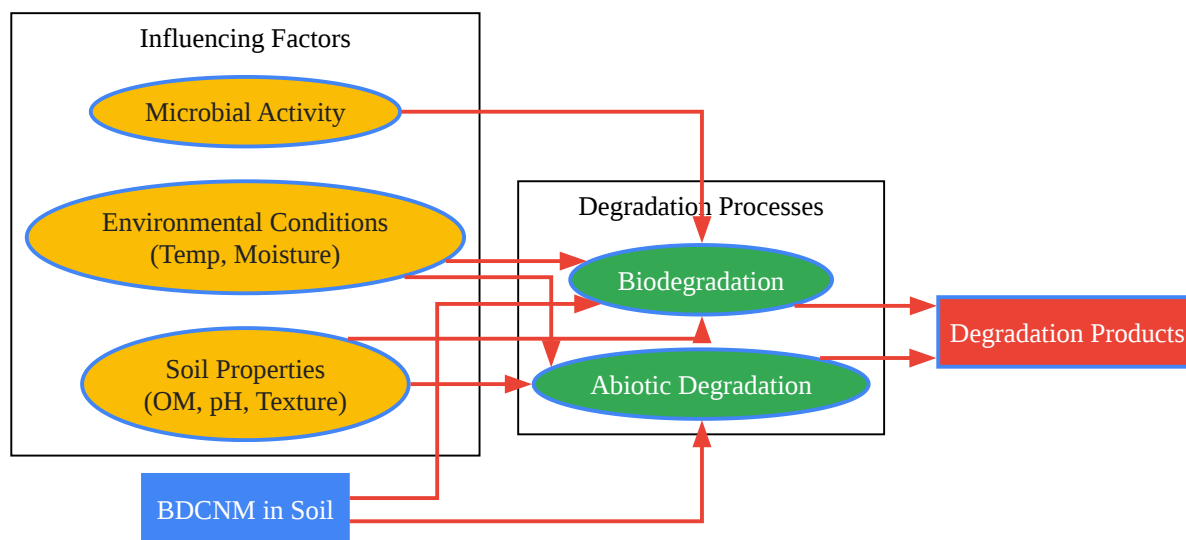 Influencing Factors
Microbial Activity
Environmental Conditions
(Temp, Moisture)
Soil Properties
(OM, pH, Texture)
BDCNM in Soil
Degradation Processes
Biodegradation
Abiotic Degradation
Degradation Products